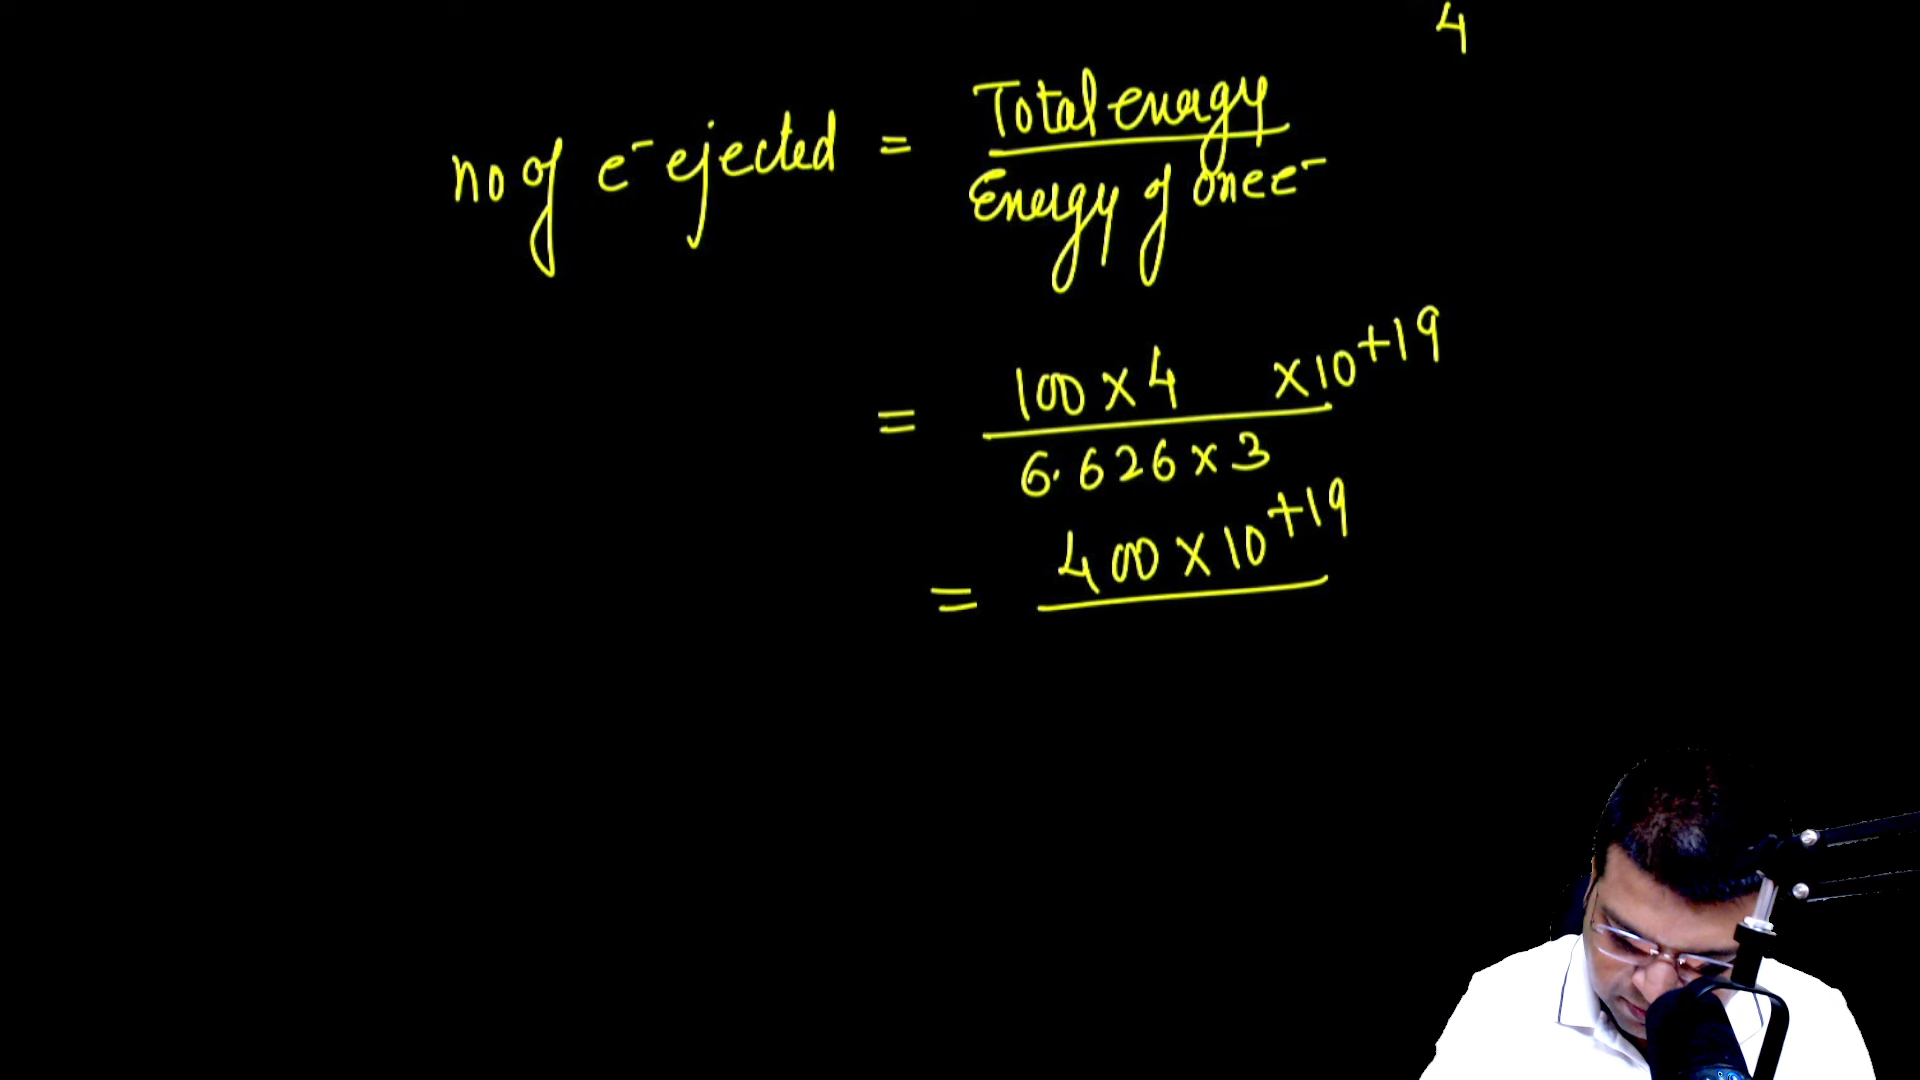 4
no of e⁻ ejected = Total energy
Energy of one e⁻
= 100 × 4 × 10⁺¹⁹
6.626 × 3
= 400 × 10⁺¹⁹